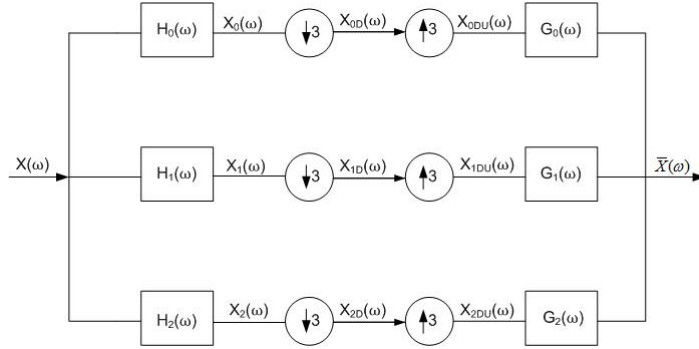 H₀(ω) X₀(ω) ↓3 X₀D(ω) ↑3 X₀DU(ω) G₀(ω)
X(ω) H₁(ω) X₁(ω) ↓3 X₁D(ω) ↑3 X₁DU(ω) G₁(ω) X̅(ω)
H₂(ω) X₂(ω) ↓3 X₂D(ω) ↑3 X₂DU(ω) G₂(ω)